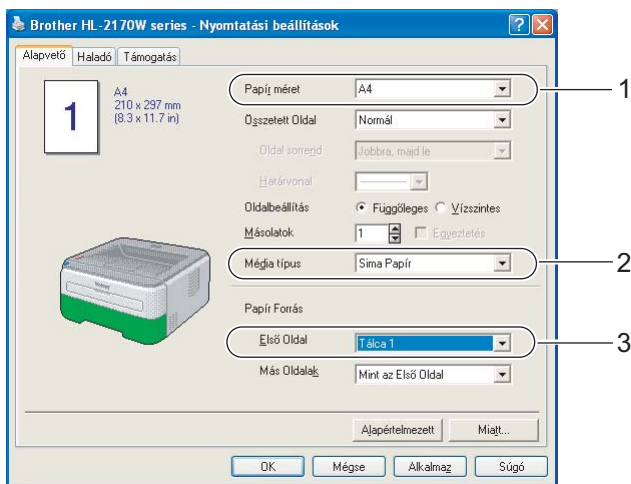 Brother HL-2170W series - Nyomtatási beállítások
Alapvető Haladó Támogatás
1
A4
210 x 297 mm
(8.3 x 11.7 in)
Papír méret A4 1
Összetett Oldal Normál
Oldal sorrend Jobbra, majd le
Határvonal
Oldalbeállítás Függőleges Vízszintes
Másolatok 1 Egyeztetés
Média típus Sima Papír 2
Papír Forrás
Első Oldal Tálca 1 3
Más Oldalak Mint az Első Oldal
Alapértelmezett Miatt...
OK Mégse Alkalmaz Súgó